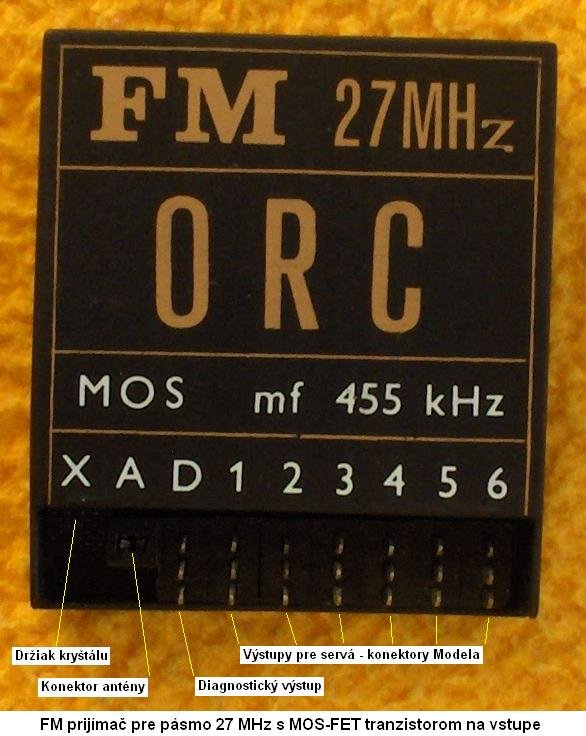 FM 27MHz
ORC
MOS mf 455 kHz
X A D 1 2 3 4 5 6
Držiak kryštálu
Výstupy pre servá - konektory Modela
Konektor antény
Diagnostický výstup
FM prijímač pre pásmo 27 MHz s MOS-FET tranzistorom na vstupe